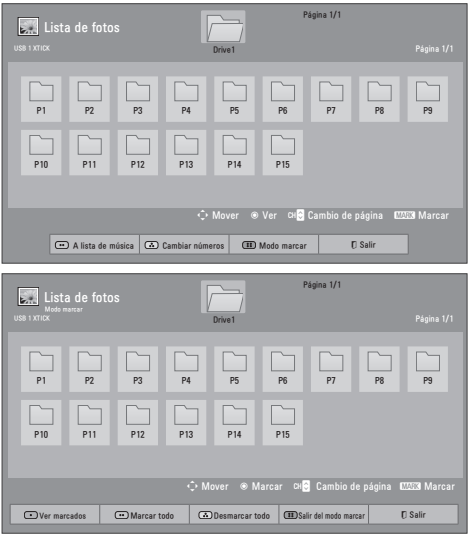 Página 1/1
Lista de fotos
USB 1 XTICK
Drive1
Página 1/1
P1 P2 P3 P4 P5 P6 P7 P8 P9
P10 P11 P12 P13 P14 P15
Mover Ver CH Cambio de página MARK Marcar
A lista de música Cambiar números Modo marcar Salir
Página 1/1
Lista de fotos
Modo marcar
USB 1 XTICK
Drive1
Página 1/1
P1 P2 P3 P4 P5 P6 P7 P8 P9
P10 P11 P12 P13 P14 P15
Mover Marcar CH Cambio de página MARK Marcar
Ver marcados Marcar todo Desmarcar todo Salir del modo marcar Salir